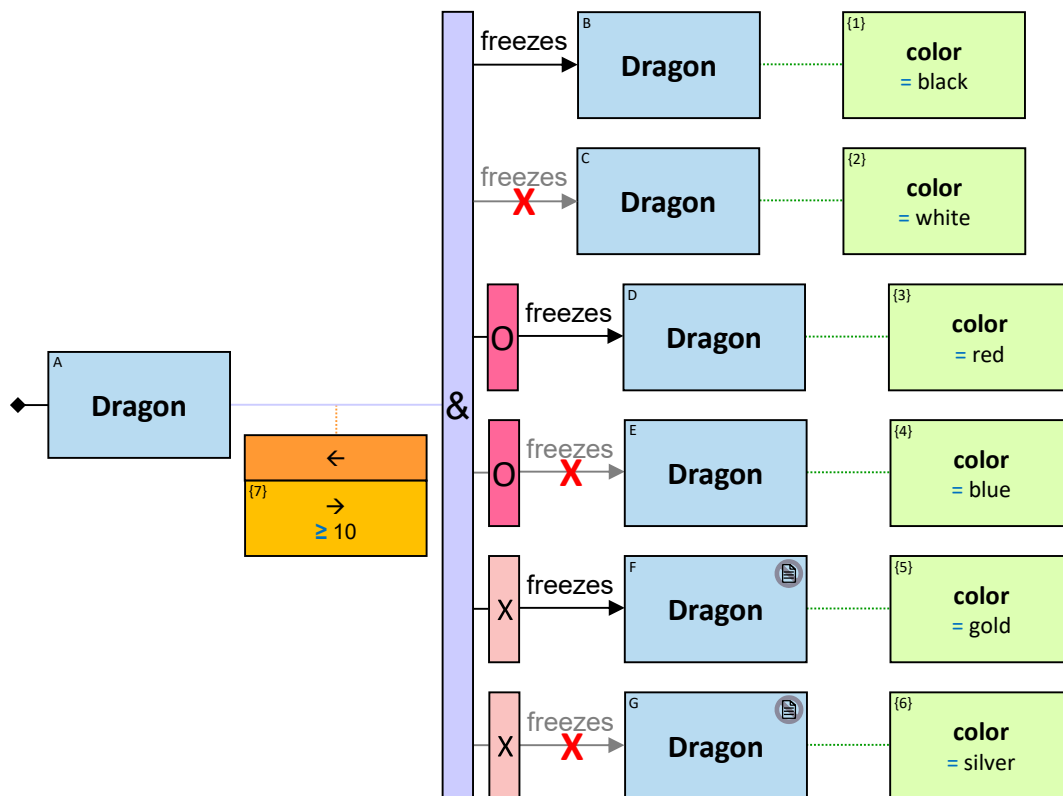 freezes
B
Dragon
{1}
color
= black
freezes
X
C
Dragon
{2}
color
= white
O
freezes
D
Dragon
{3}
color
= red
A
Dragon
&
←
{7}
→
≥ 10
O
freezes
X
E
Dragon
{4}
color
= blue
X
freezes
F
Dragon
{5}
color
= gold
X
freezes
X
G
Dragon
{6}
color
= silver